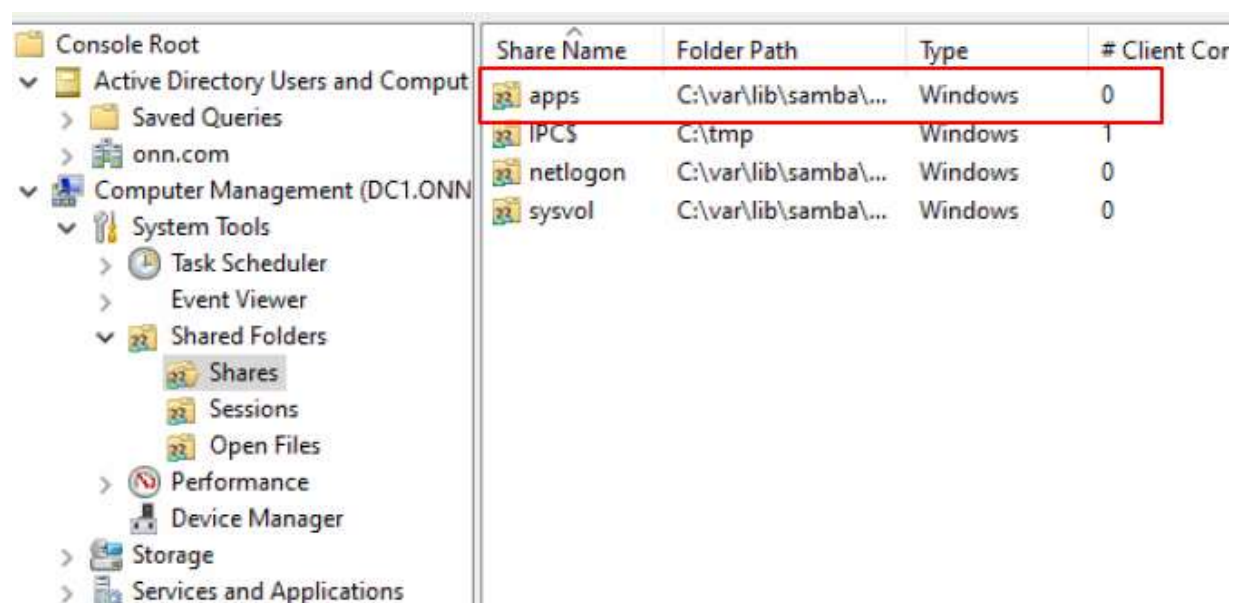 Console Root
Active Directory Users and Comput
Saved Queries
onn.com
Computer Management (DC1.ONN
System Tools
Task Scheduler
Event Viewer
Shared Folders
Shares
Sessions
Open Files
Performance
Device Manager
Storage
Services and Applications
Share Name Folder Path Type # Client Con
apps C:\var\lib\samba\... Windows 0
IPC$ C:\tmp Windows 1
netlogon C:\var\lib\samba\... Windows 0
sysvol C:\var\lib\samba\... Windows 0